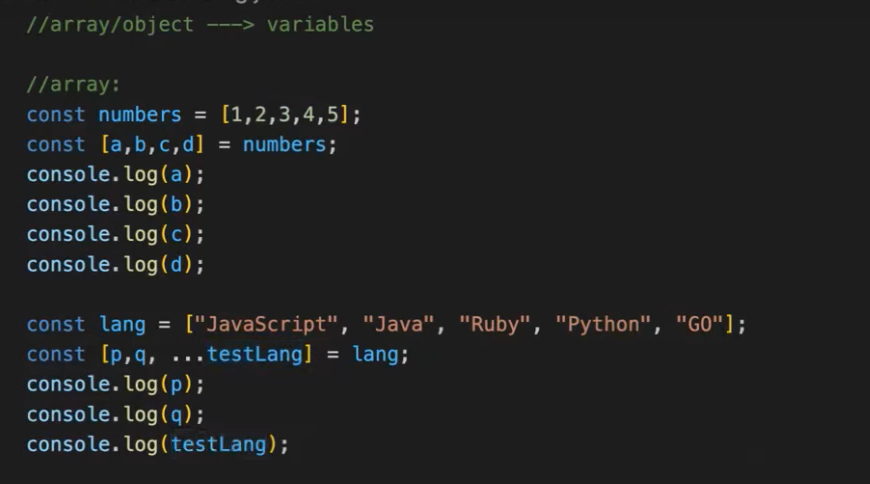 //array/object ---> variables
//array:
const numbers = [1,2,3,4,5];
const [a,b,c,d] = numbers;
console.log(a);
console.log(b);
console.log(c);
console.log(d);
const lang = ["JavaScript", "Java", "Ruby", "Python", "GO"];
const [p,q, ...testLang] = lang;
console.log(p);
console.log(q);
console.log(testLang);